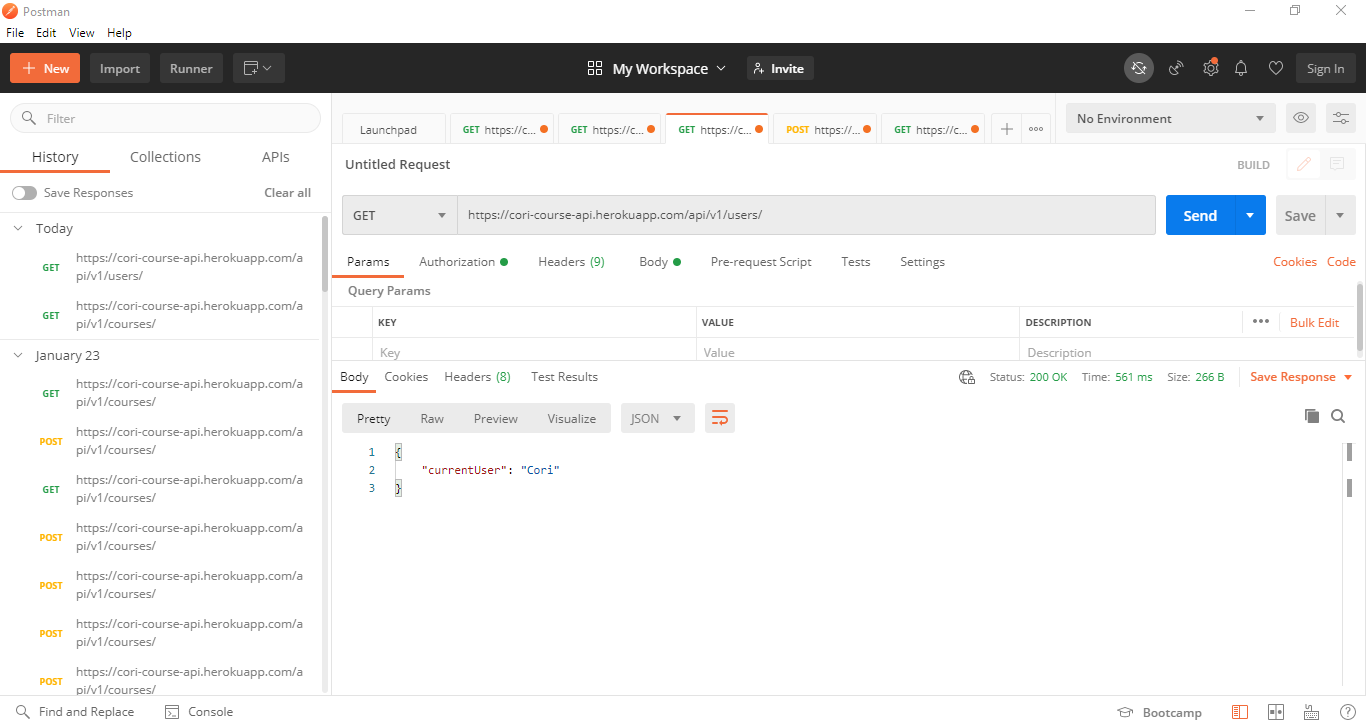 Postman
File Edit View Help
New Import Runner My Workspace Invite Sign In
Filter
History Collections APIs
Save Responses Clear all
Today
GET https://cori-course-api.herokuapp.com/a
pi/v1/users/
GET https://cori-course-api.herokuapp.com/a
pi/v1/courses/
January 23
GET https://cori-course-api.herokuapp.com/a
pi/v1/courses/
POST https://cori-course-api.herokuapp.com/a
pi/v1/courses/
GET https://cori-course-api.herokuapp.com/a
pi/v1/courses/
POST https://cori-course-api.herokuapp.com/a
pi/v1/courses/
POST https://cori-course-api.herokuapp.com/a
pi/v1/courses/
POST https://cori-course-api.herokuapp.com/a
pi/v1/courses/
POST https://cori-course-api.herokuapp.com/a
pi/v1/courses/
Launchpad GET https://c... GET https://c... GET https://c... POST https://... GET https://c... No Environment
Untitled Request BUILD
GET https://cori-course-api.herokuapp.com/api/v1/users/ Send Save
Params Authorization Headers (9) Body Pre-request Script Tests Settings Cookies Code
Query Params
KEY VALUE DESCRIPTION Bulk Edit
Key Value Description
Body Cookies Headers (8) Test Results Status: 200 OK Time: 561 ms Size: 266 B Save Response
Pretty Raw Preview Visualize JSON
1 {
2 "currentUser": "Cori"
3 }
Find and Replace Console Bootcamp